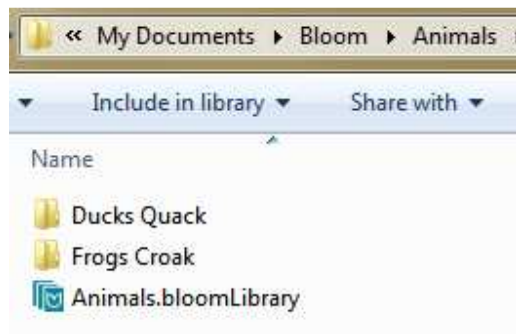 « My Documents ▸ Bloom ▸ Animals
Include in library ▾ Share with ▾
Name
Ducks Quack
Frogs Croak
Animals.bloomLibrary